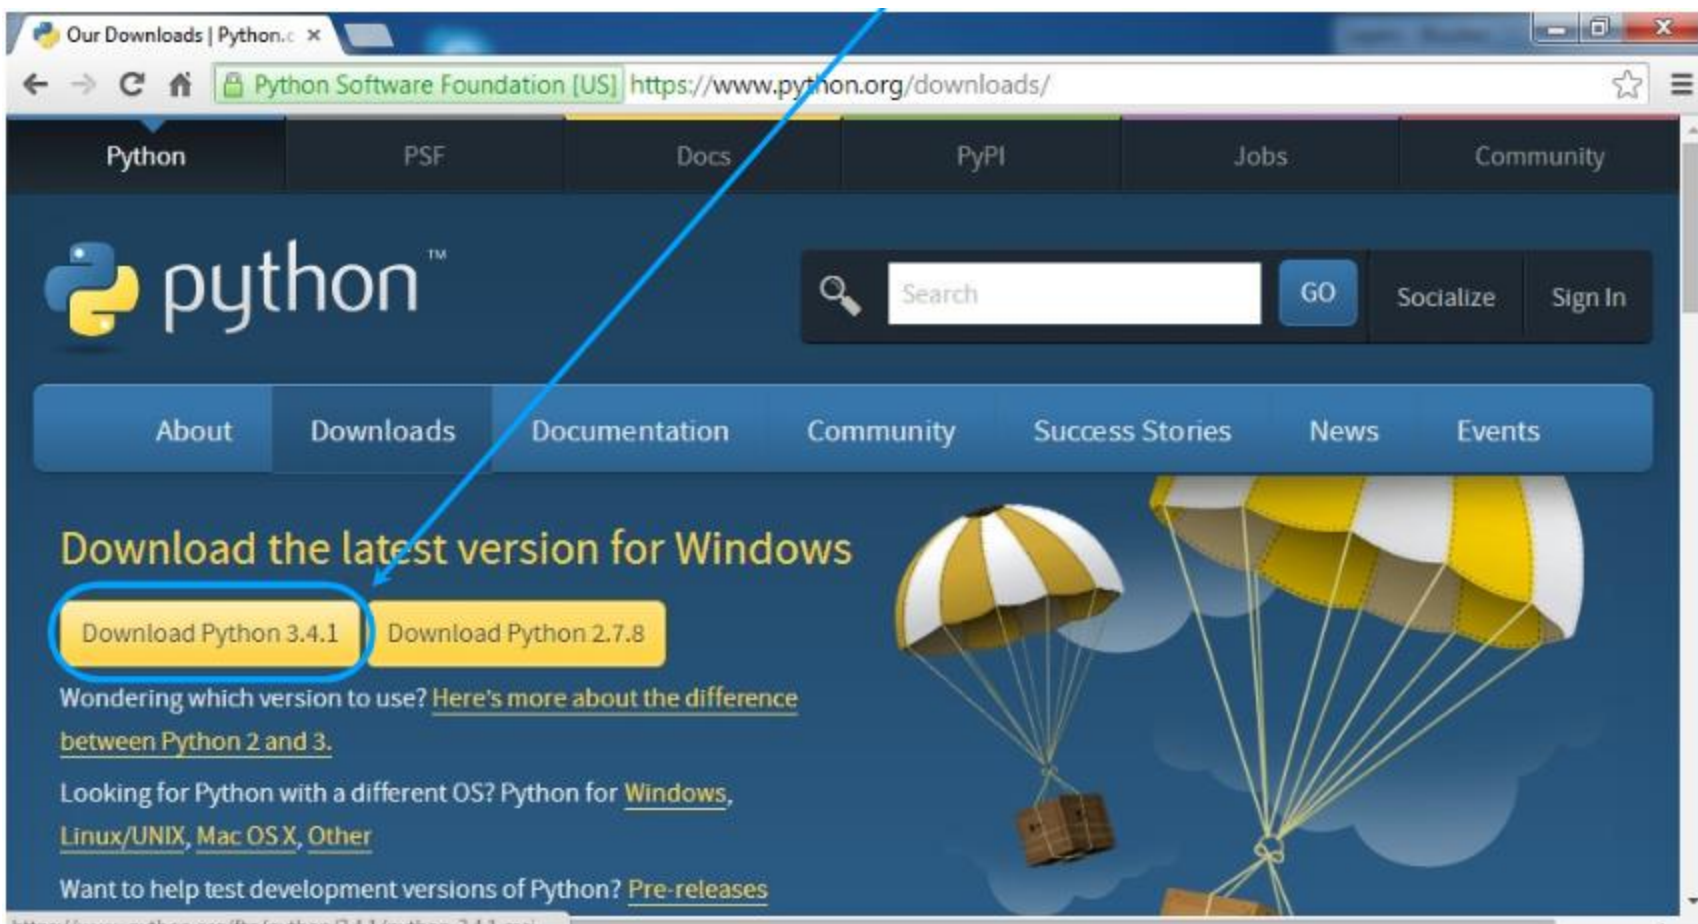 Our Downloads | Python.
Python Software Foundation [US] https://www.python.org/downloads/
Python PSF Docs PyPI Jobs Community
python™
Search GO Socialize Sign In
About Downloads Documentation Community Success Stories News Events
Download the latest version for Windows
Download Python 3.4.1 Download Python 2.7.8
Wondering which version to use? Here's more about the difference
between Python 2 and 3.
Looking for Python with a different OS? Python for Windows,
Linux/UNIX, Mac OS X, Other
Want to help test development versions of Python? Pre-releases